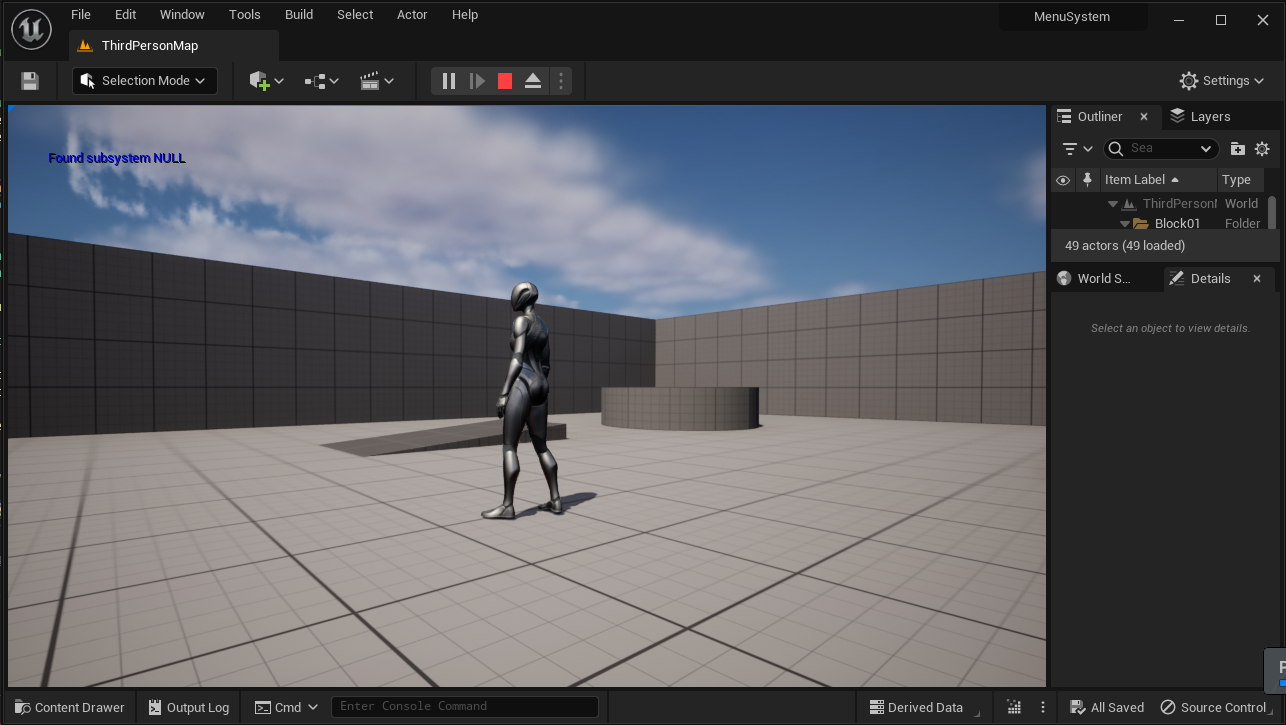 File Edit Window Tools Build Select Actor Help
MenuSystem
ThirdPersonMap
Selection Mode
Settings
Outliner
Layers
Found subsystem NULL
Sea
Item Label
Type
World
Block01
Folder
49 actors (49 loaded)
World S...
Details
Select an object to view details.
Content Drawer
Output Log
Cmd
Enter Console Command
Derived Data
All Saved
Source Control